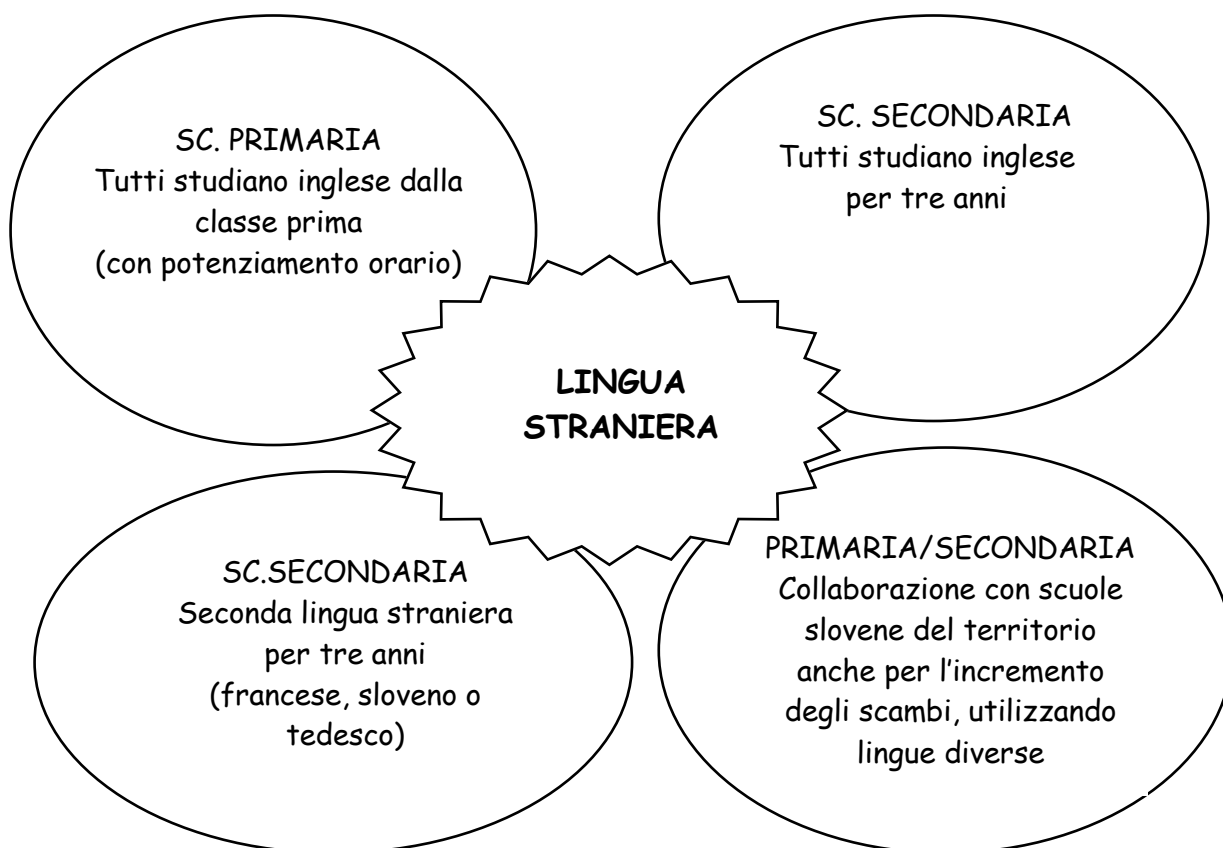 SC. PRIMARIA
Tutti studiano inglese dalla
classe prima
(con potenziamento orario)
SC. SECONDARIA
Tutti studiano inglese
per tre anni
LINGUA
STRANIERA
SC.SECONDARIA
Seconda lingua straniera
per tre anni
(francese, sloveno o
tedesco)
PRIMARIA/SECONDARIA
Collaborazione con scuole
slovene del territorio
anche per l’incremento
degli scambi, utilizzando
lingue diverse